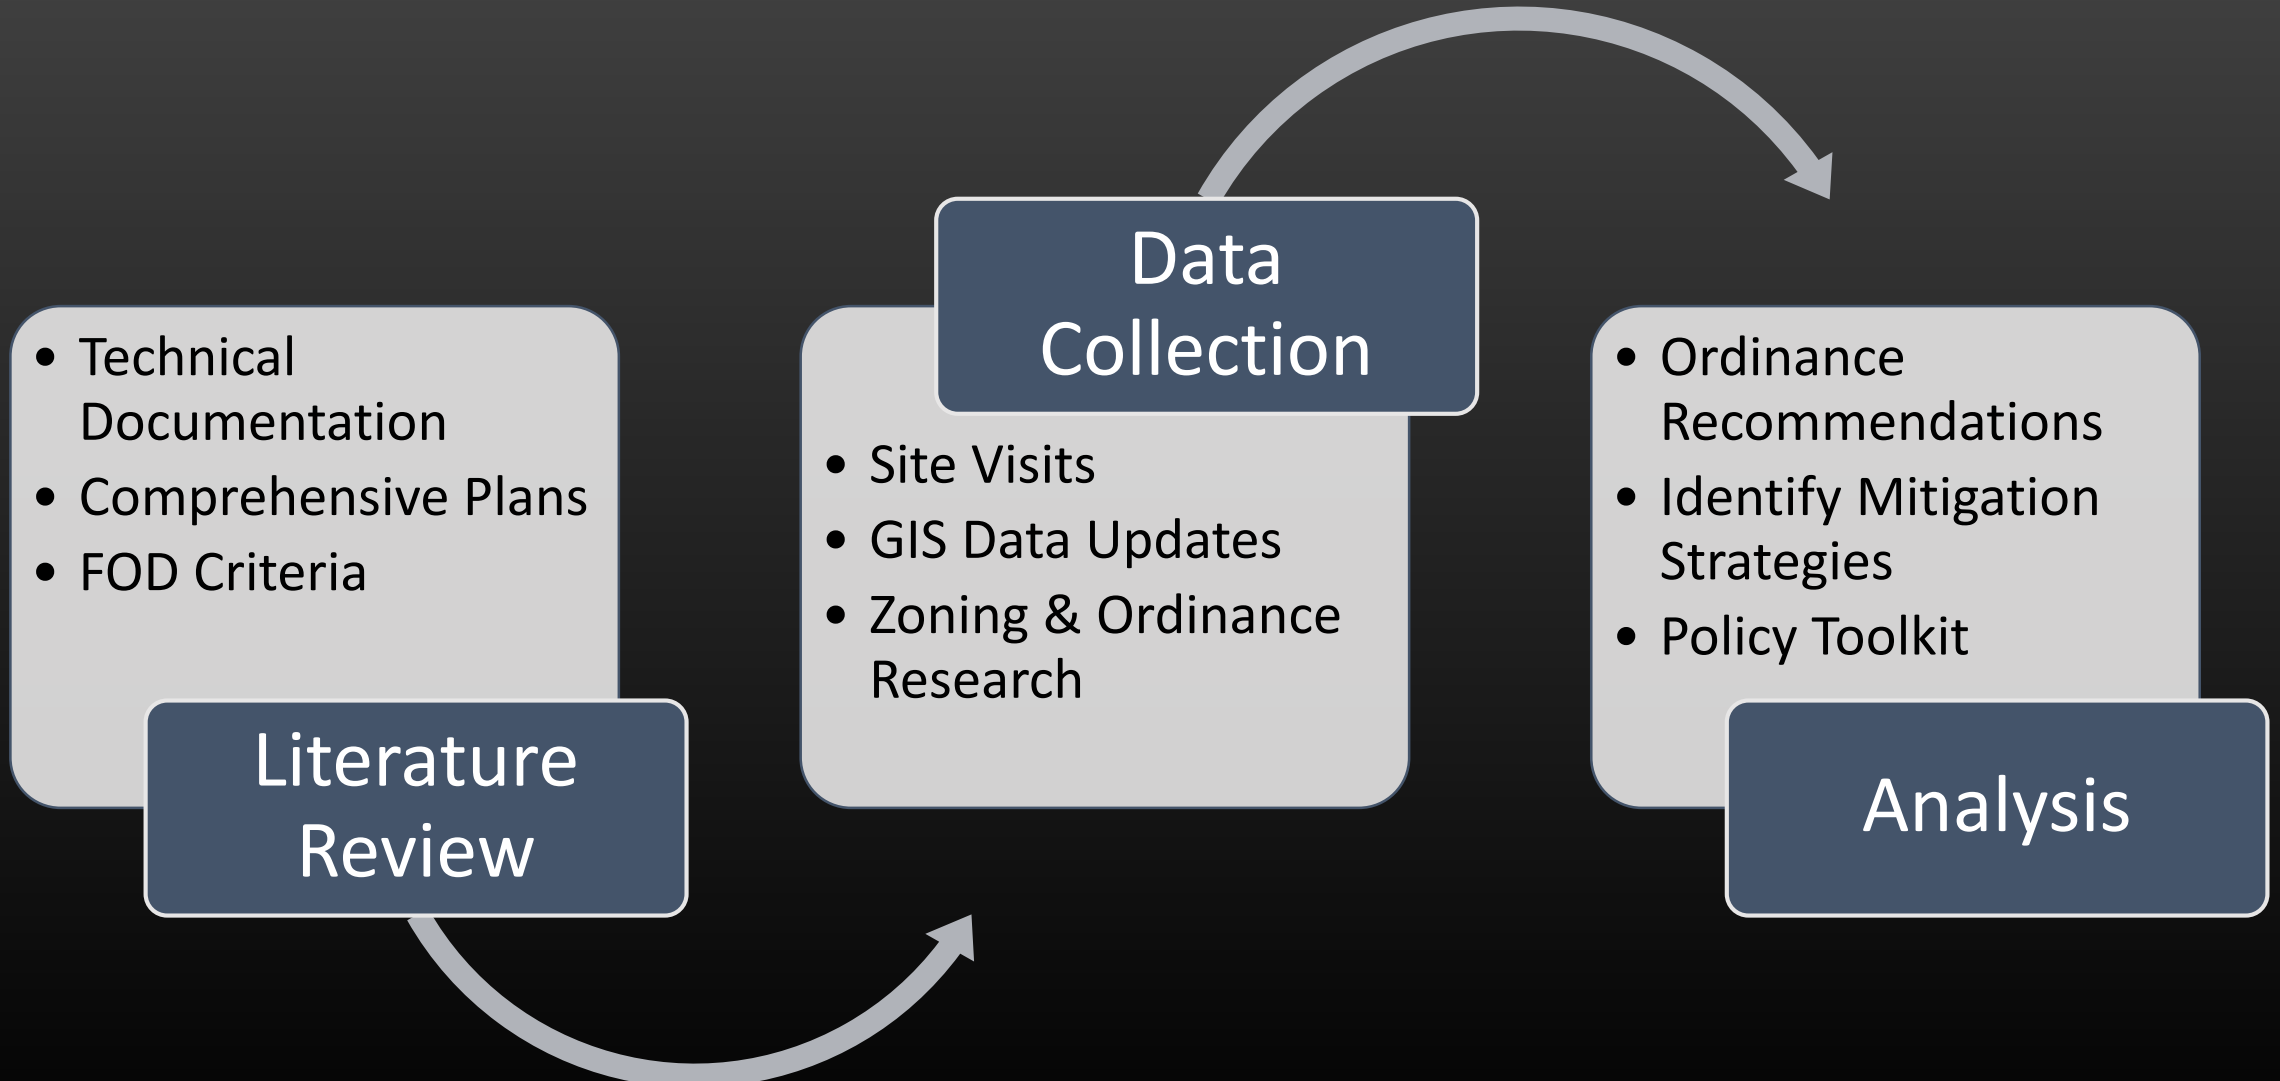 • Technical
Documentation
• Comprehensive Plans
• FOD Criteria
Literature
Review
Data
Collection
• Site Visits
• GIS Data Updates
• Zoning & Ordinance
Research
• Ordinance
Recommendations
• Identify Mitigation
Strategies
• Policy Toolkit
Analysis